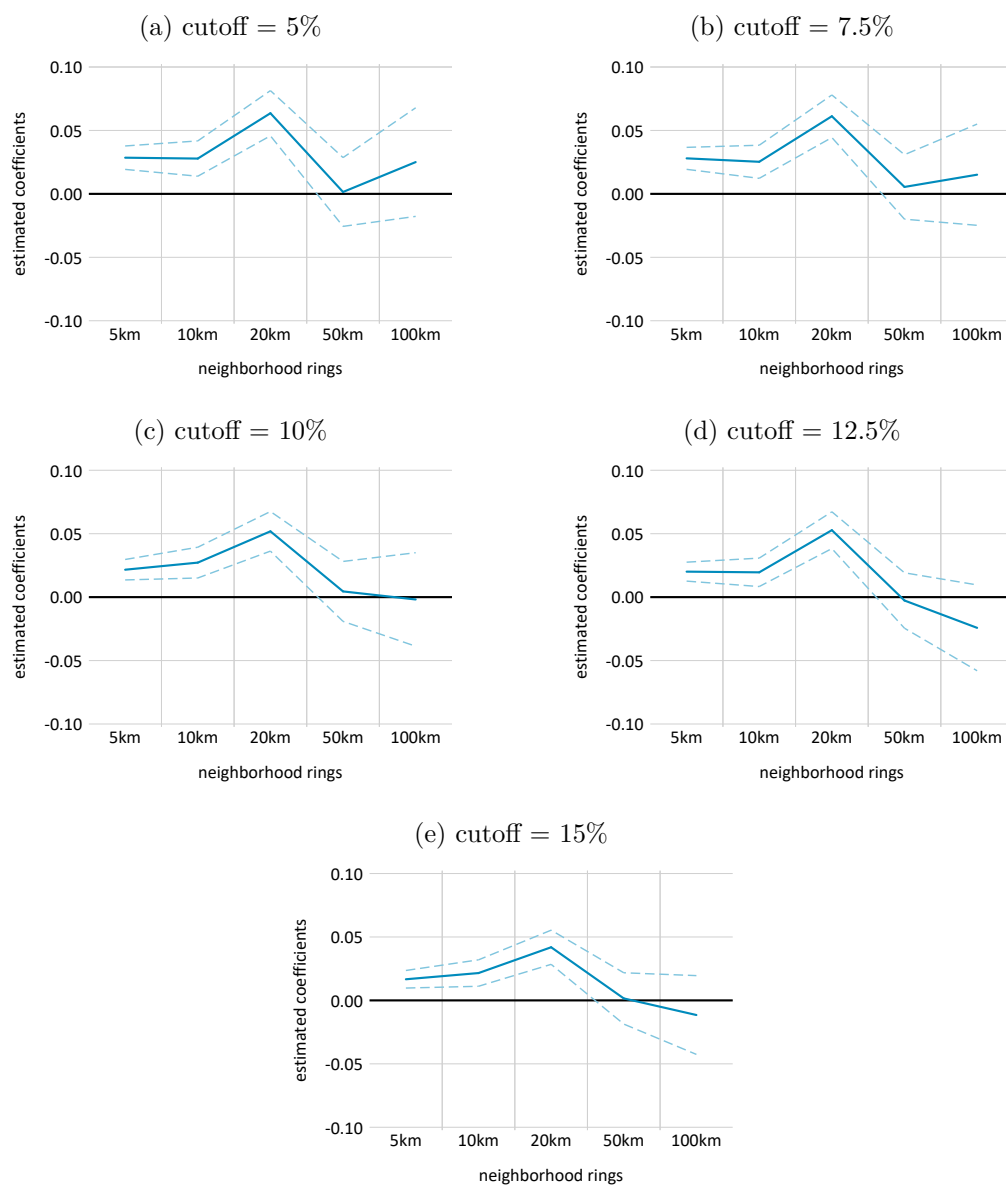 (a) cutoff = 5%
(b) cutoff = 7.5%
estimated coefficients
0.10
0.05
0.00
-0.05
-0.10
5km 10km 20km 50km 100km
neighborhood rings
estimated coefficients
0.10
0.05
0.00
-0.05
-0.10
5km 10km 20km 50km 100km
neighborhood rings
(c) cutoff = 10%
(d) cutoff = 12.5%
estimated coefficients
0.10
0.05
0.00
-0.05
-0.10
5km 10km 20km 50km 100km
neighborhood rings
estimated coefficients
0.10
0.05
0.00
-0.05
-0.10
5km 10km 20km 50km 100km
neighborhood rings
(e) cutoff = 15%
estimated coefficients
0.10
0.05
0.00
-0.05
-0.10
5km 10km 20km 50km 100km
neighborhood rings